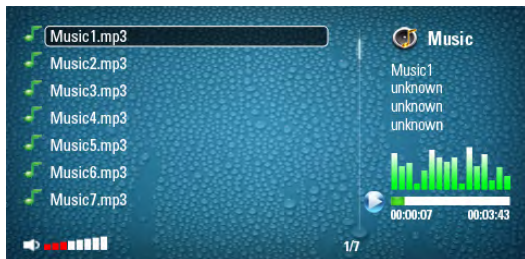 Music1.mp3
Music2.mp3
Music3.mp3
Music4.mp3
Music5.mp3
Music6.mp3
Music7.mp3
1/7
Music
Music1
unknown
unknown
unknown
00:00:07 00:03:43